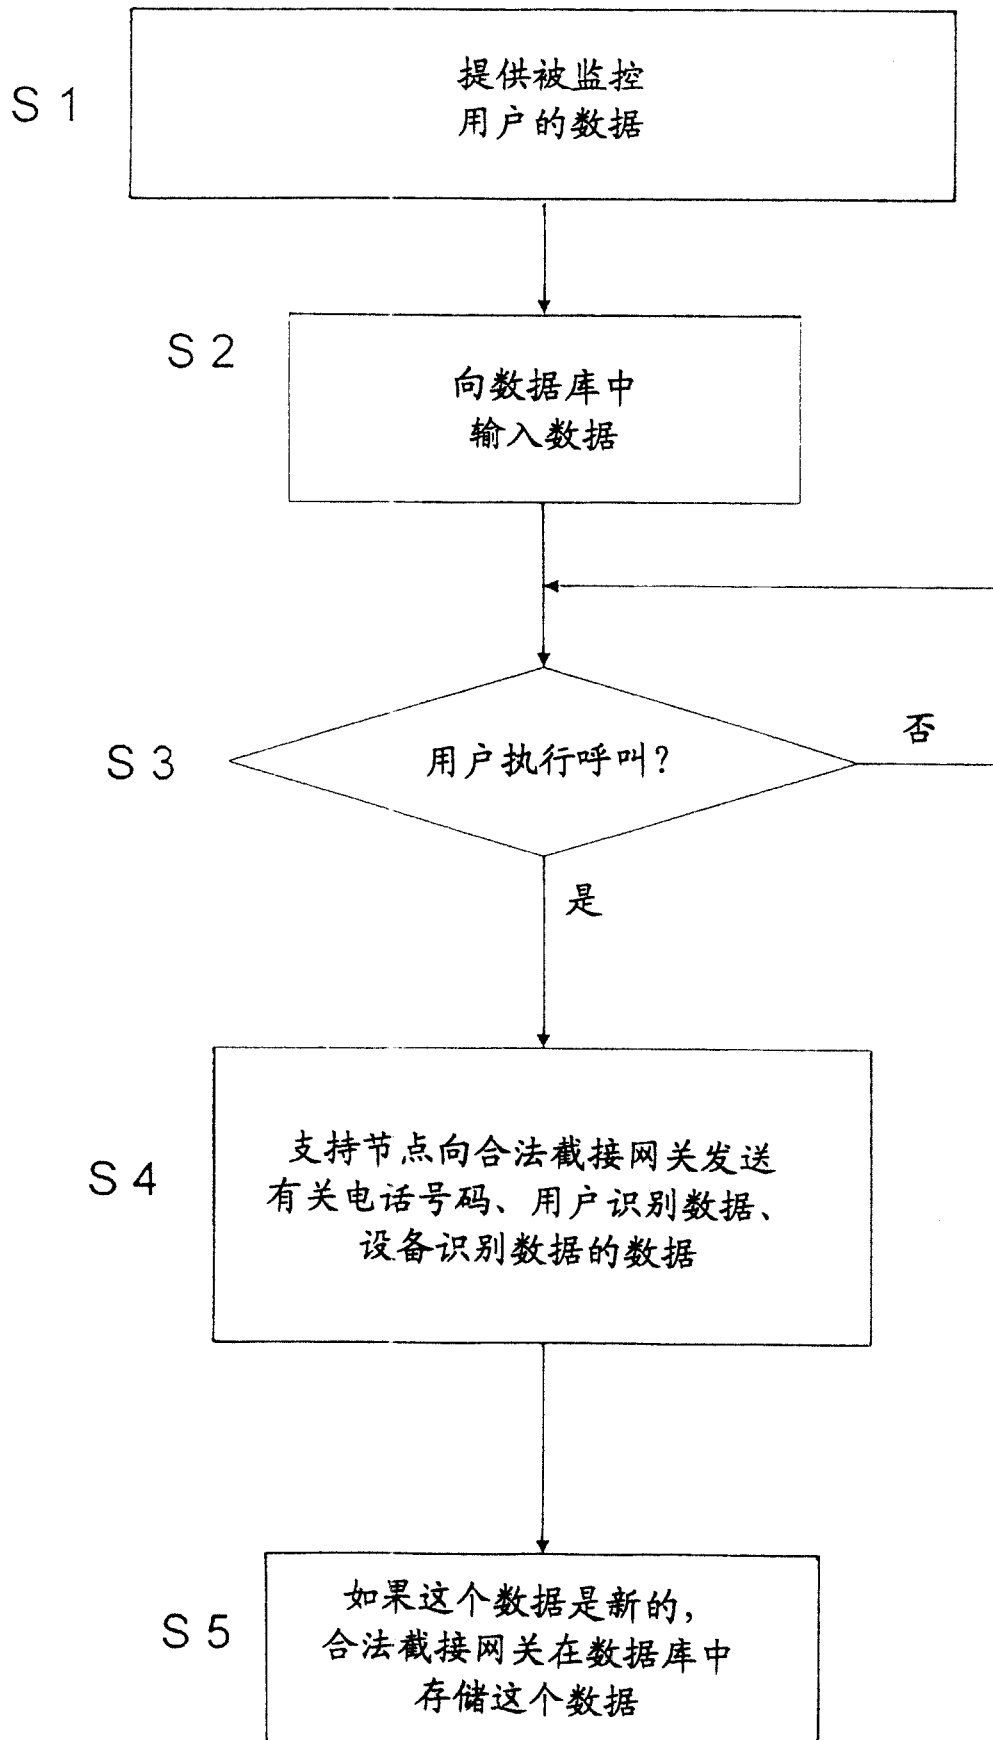 S 1
提供被监控
用户的数据
S 2
向数据库中
输入数据
S 3
用户执行呼叫?
否
是
S 4
支持节点向合法截接网关发送
有关电话号码、用户识别数据、
设备识别数据的数据
S 5
如果这个数据是新的,
合法截接网关在数据库中
存储这个数据